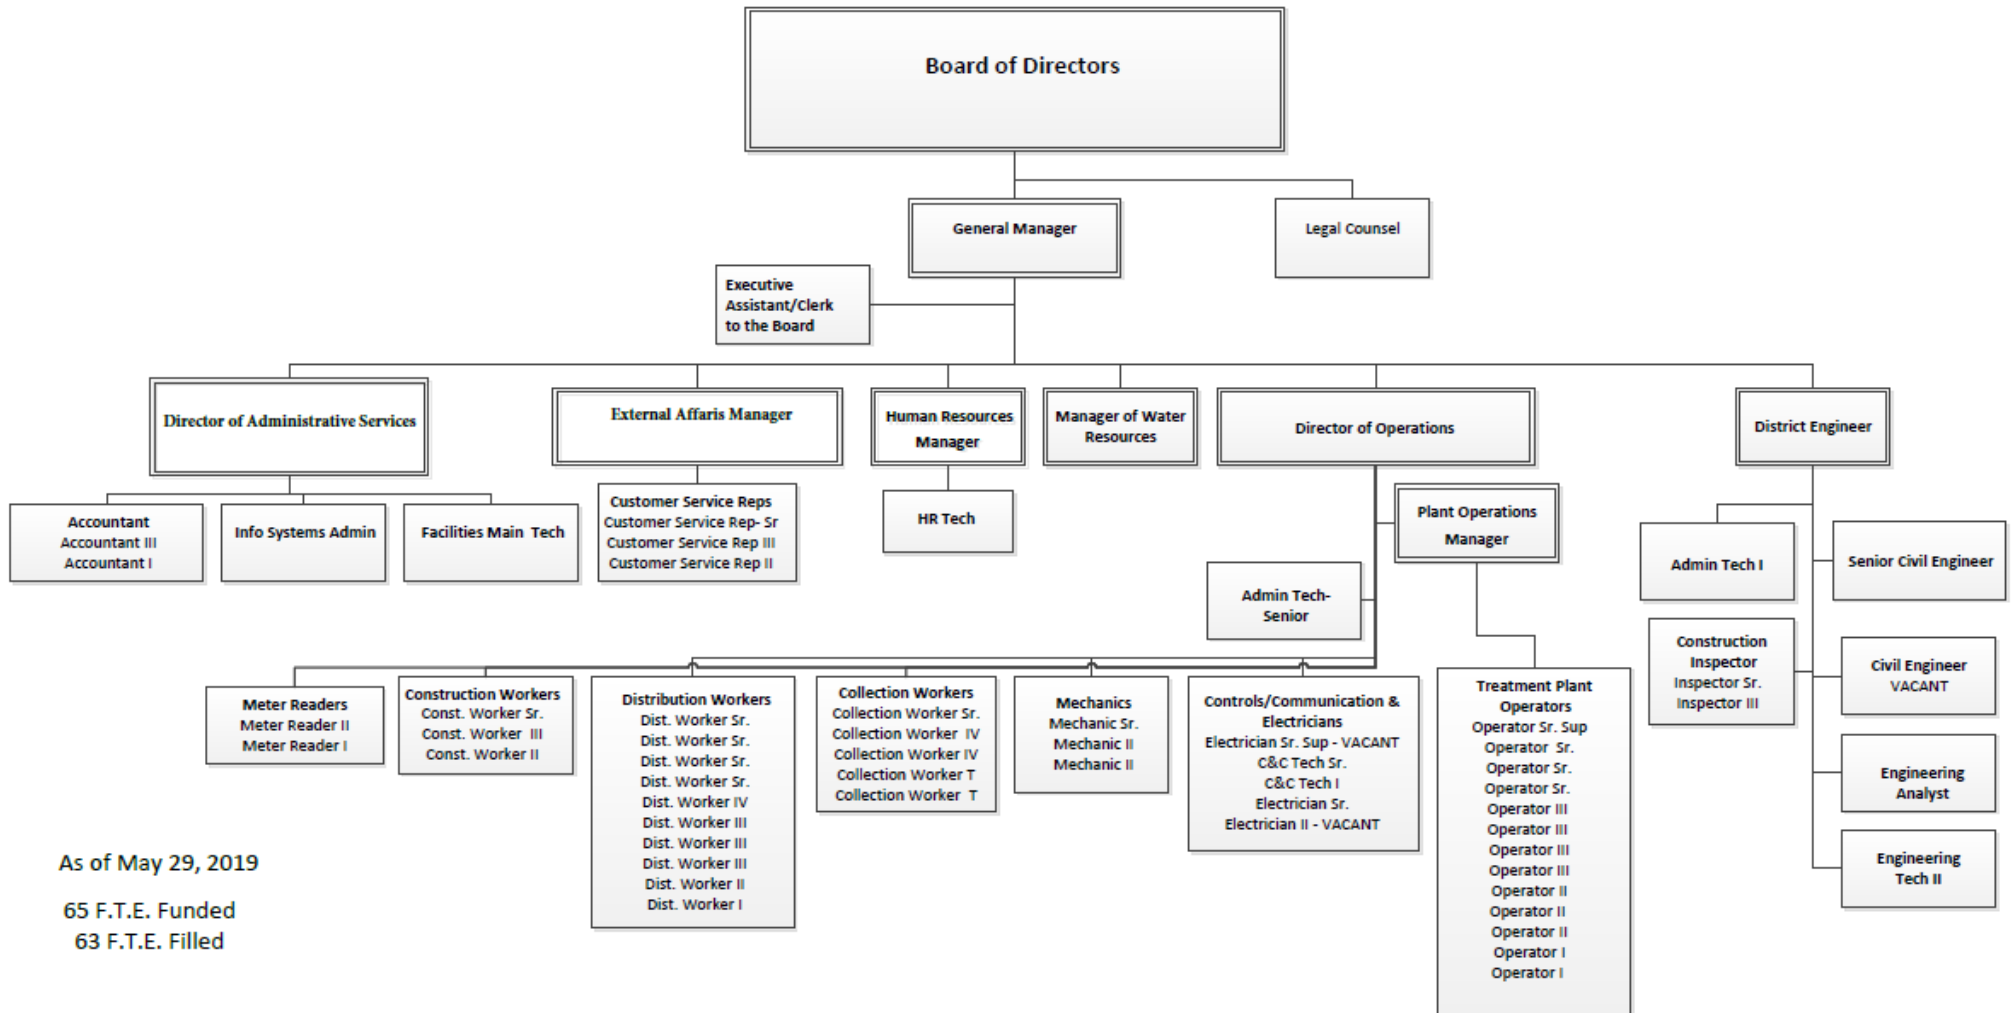 Board of Directors
General Manager
Legal Counsel
Executive
Assistant/Clerk
to the Board
Director of Administrative Services
External Affaris Manager
Human Resources
Manager
Manager of Water
Resources
Director of Operations
District Engineer
Accountant
Accountant III
Accountant I
Info Systems Admin
Facilities Main Tech
Customer Service Reps
Customer Service Rep- Sr
Customer Service Rep III
Customer Service Rep II
HR Tech
Plant Operations
Manager
Admin Tech-
Senior
Admin Tech I
Senior Civil Engineer
Construction
Inspector
Inspector Sr.
Inspector III
Civil Engineer
VACANT
Engineering
Analyst
Engineering
Tech II
Meter Readers
Meter Reader II
Meter Reader I
Construction Workers
Const. Worker Sr.
Const. Worker III
Const. Worker II
Distribution Workers
Dist. Worker Sr.
Dist. Worker Sr.
Dist. Worker Sr.
Dist. Worker Sr.
Dist. Worker IV
Dist. Worker III
Dist. Worker III
Dist. Worker III
Dist. Worker II
Dist. Worker I
Collection Workers
Collection Worker Sr.
Collection Worker IV
Collection Worker IV
Collection Worker T
Collection Worker T
Mechanics
Mechanic Sr.
Mechanic II
Mechanic II
Controls/Communication &
Electricians
Electrician Sr. Sup - VACANT
C&C Tech Sr.
C&C Tech I
Electrician Sr.
Electrician II - VACANT
Treatment Plant
Operators
Operator Sr. Sup
Operator Sr.
Operator Sr.
Operator Sr.
Operator III
Operator III
Operator III
Operator III
Operator II
Operator II
Operator II
Operator I
Operator I
As of May 29, 2019
65 F.T.E. Funded
63 F.T.E. Filled